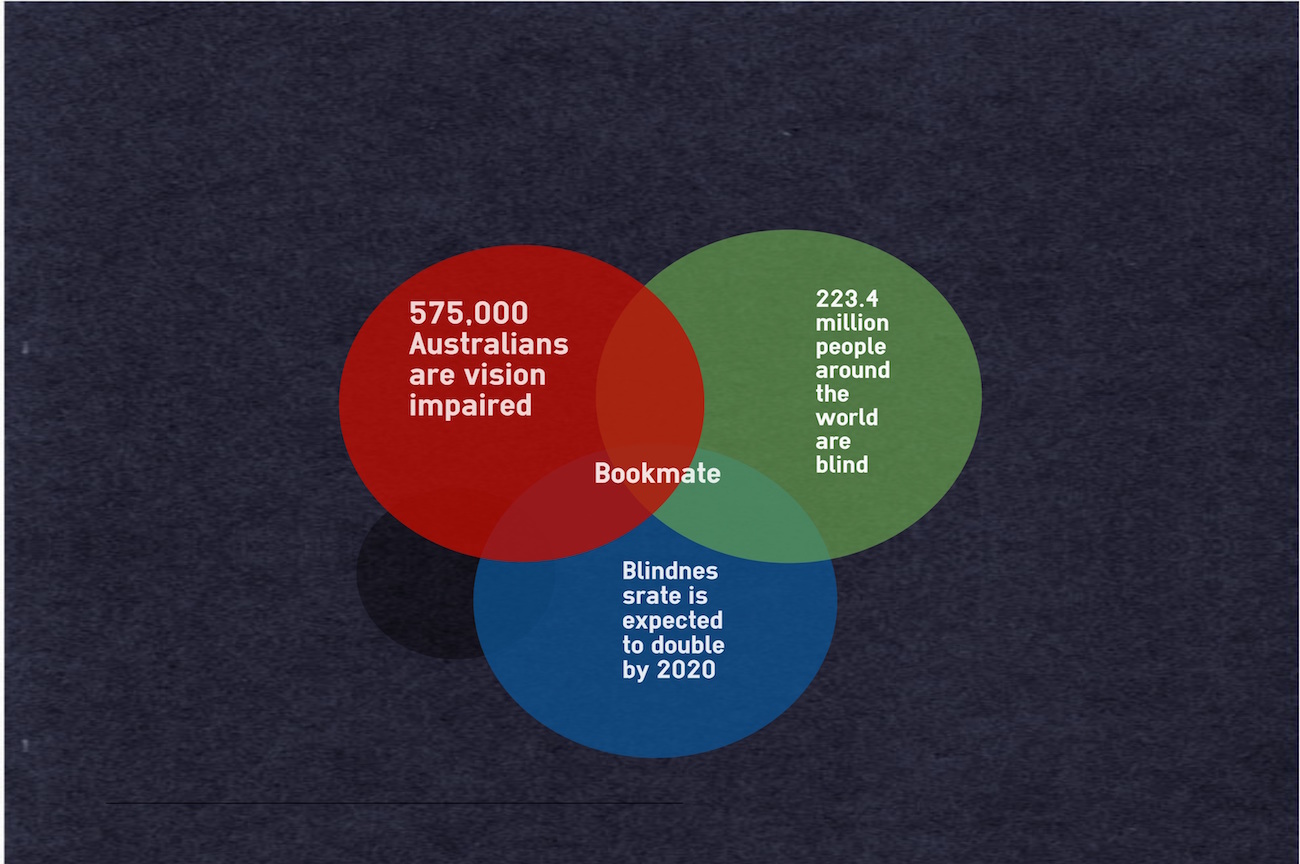 575,000
Australians
are vision
impaired
223.4
million
people
around
the
world
are
blind
Bookmate
Blindnes
srate is
expected
to double
by 2020